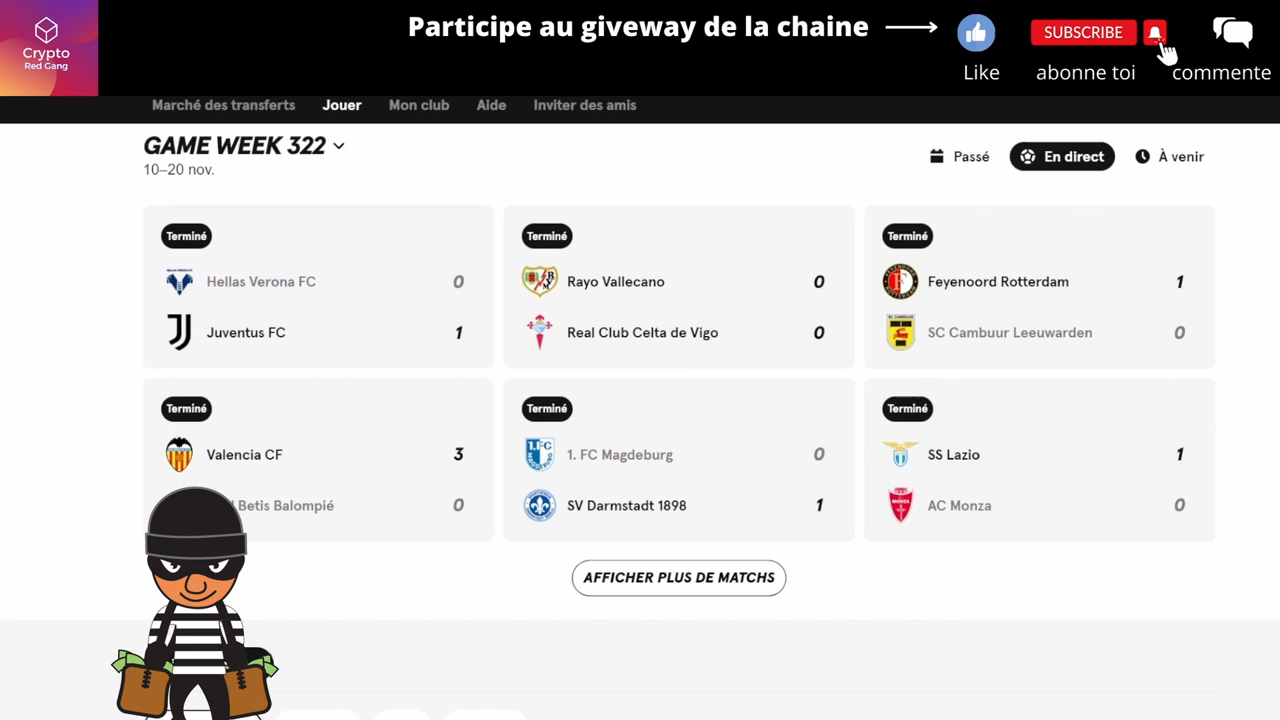 Participe au giveway de la chaine
Crypto
Red Gang
SUBSCRIBE
Like
abonne toi
commente
Marché des transferts
Jouer
Mon club
Aide
Inviter des amis
GAME WEEK 322
10–20 nov.
Passé
En direct
À venir
Terminé
Hellas Verona FC 0
Juventus FC 1
Terminé
Rayo Vallecano 0
Real Club Celta de Vigo 0
Terminé
Feyenoord Rotterdam 1
SC Cambuur Leeuwarden 0
Terminé
Valencia CF 3
Betis Balompié 0
Terminé
1. FC Magdeburg 0
SV Darmstadt 1898 1
Terminé
SS Lazio 1
AC Monza 0
AFFICHER PLUS DE MATCHS